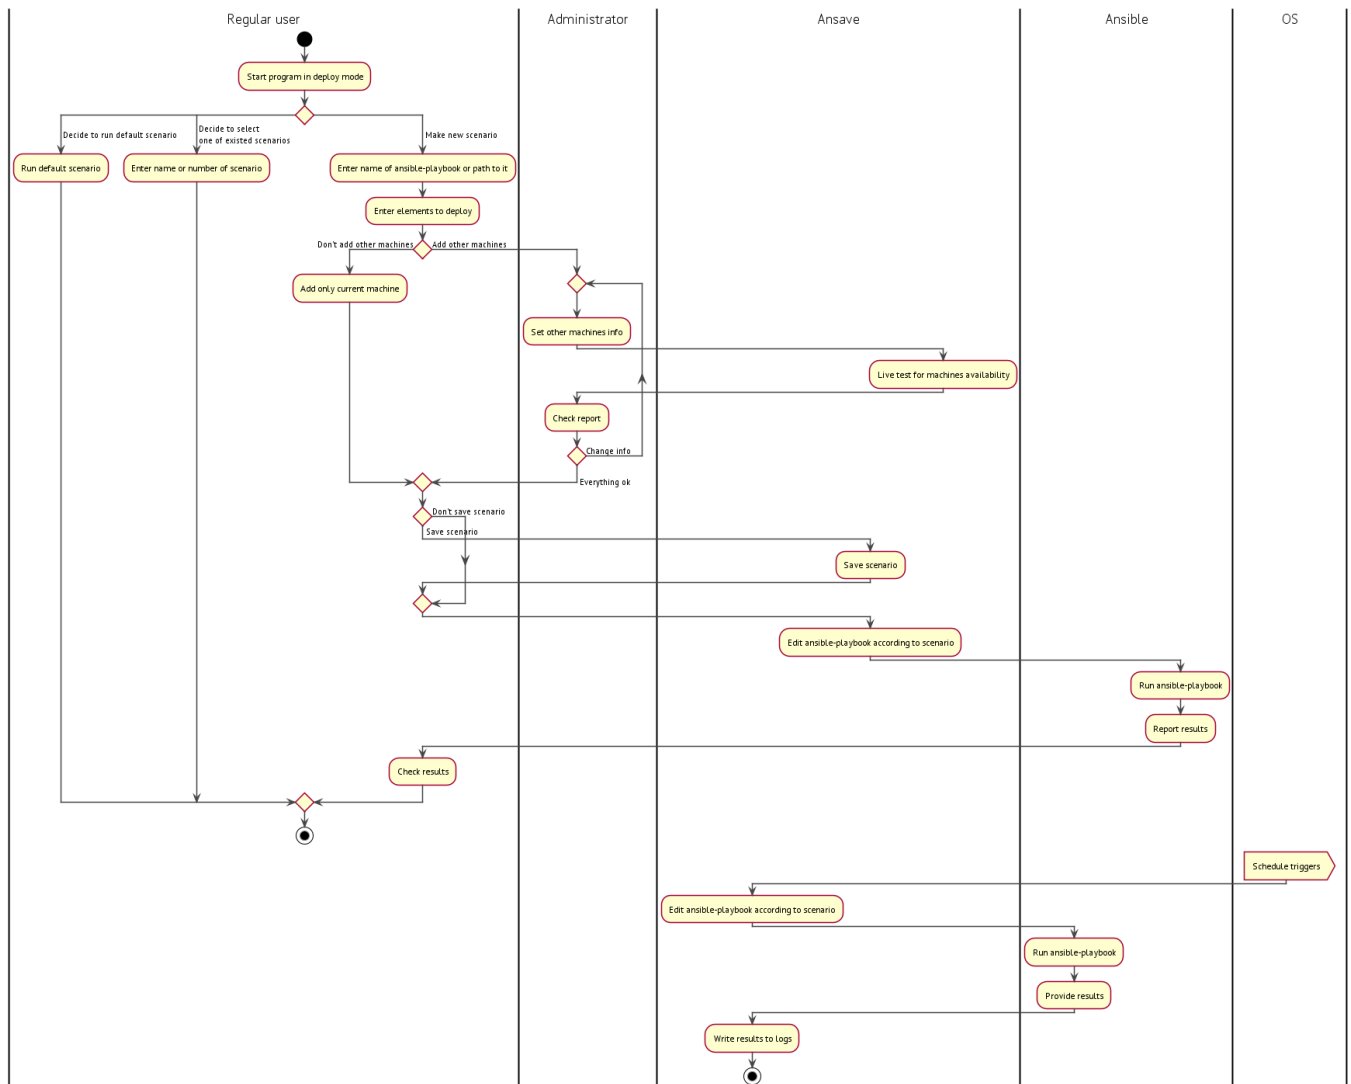 Regular user
Administrator
Ansave
Ansible
OS
Start program in deploy mode
Decide to run default scenario
Decide to select
one of existed scenarios
Make new scenario
Run default scenario
Enter name or number of scenario
Enter name of ansible-playbook or path to it
Enter elements to deploy
Don't add other machines
Add other machines
Add only current machine
Set other machines info
Live test for machines availability
Check report
Change info
Everything ok
Don't save scenario
Save scenario
Save scenario
Edit ansible-playbook according to scenario
Run ansible-playbook
Report results
Check results
Schedule triggers
Edit ansible-playbook according to scenario
Run ansible-playbook
Provide results
Write results to logs